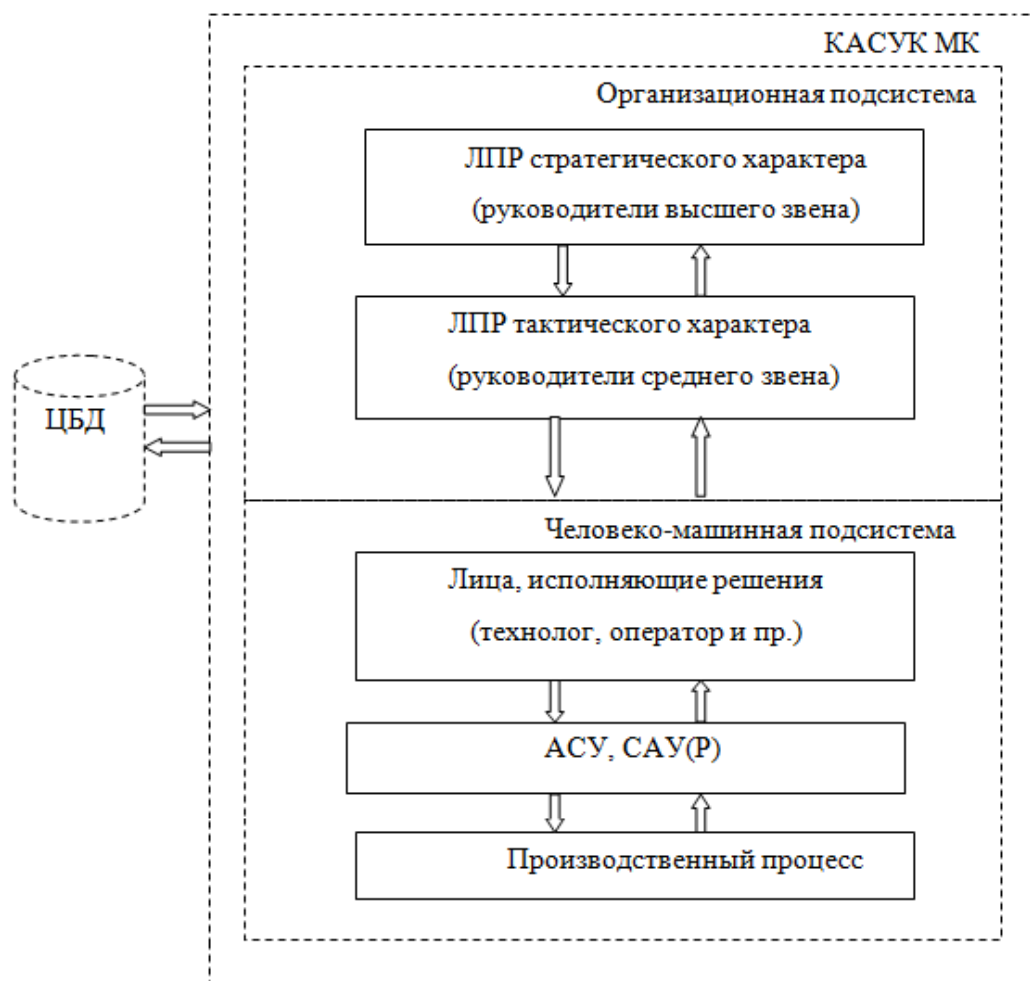 КАСУК МК
Организационная подсистема
ЛПР стратегического характера
(руководители высшего звена)
ЛПР тактического характера
(руководители среднего звена)
ЦБД
Человеко-машинная подсистема
Лица, исполняющие решения
(технолог, оператор и пр.)
АСУ, САУ(Р)
Производственный процесс